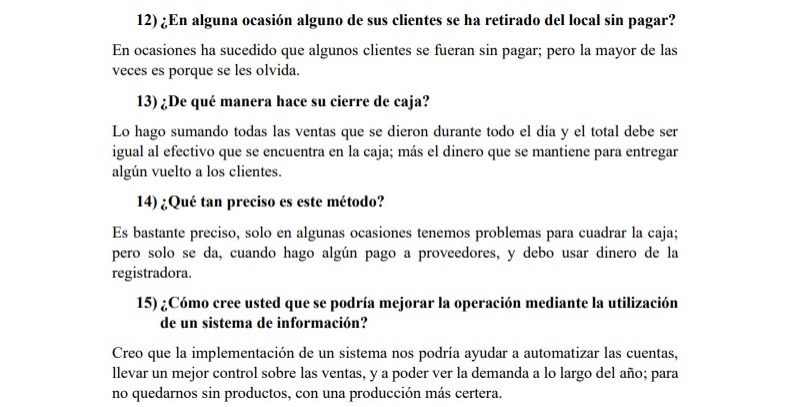 12) ¿En alguna ocasión alguno de sus clientes se ha retirado del local sin pagar?
En ocasiones ha sucedido que algunos clientes se fueran sin pagar; pero la mayor de las
veces es porque se les olvida.
13) ¿De qué manera hace su cierre de caja?
Lo hago sumando todas las ventas que se dieron durante todo el día y el total debe ser
igual al efectivo que se encuentra en la caja; más el dinero que se mantiene para entregar
algún vuelto a los clientes.
14) ¿Qué tan preciso es este método?
Es bastante preciso, solo en algunas ocasiones tenemos problemas para cuadrar la caja;
pero solo se da, cuando hago algún pago a proveedores, y debo usar dinero de la
registradora.
15) ¿Cómo cree usted que se podría mejorar la operación mediante la utilización
de un sistema de información?
Creo que la implementación de un sistema nos podría ayudar a automatizar las cuentas,
llevar un mejor control sobre las ventas, y a poder ver la demanda a lo largo del año; para
no quedarnos sin productos, con una producción más certera.